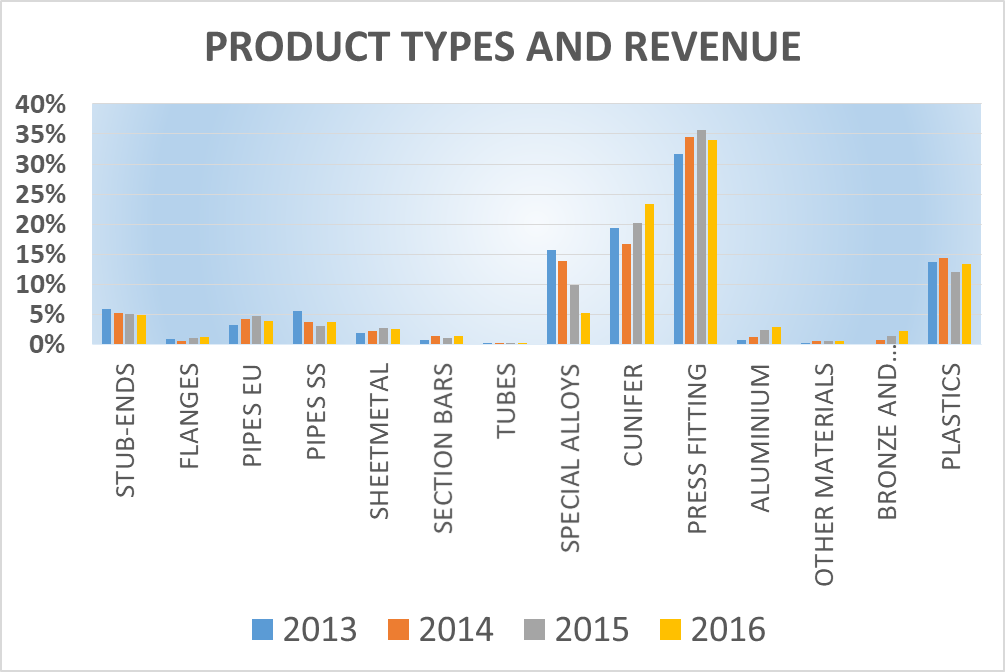 PRODUCT TYPES AND REVENUE
40%
35%
30%
25%
20%
15%
10%
5%
0%
STUB-ENDS
FLANGES
PIPES EU
PIPES SS
SHEETMETAL
SECTION BARS
TUBES
SPECIAL ALLOYS
CUNIFER
PRESS FITTING
ALUMINIUM
OTHER MATERIALS
BRONZE AND...
PLASTICS
2013 2014 2015 2016